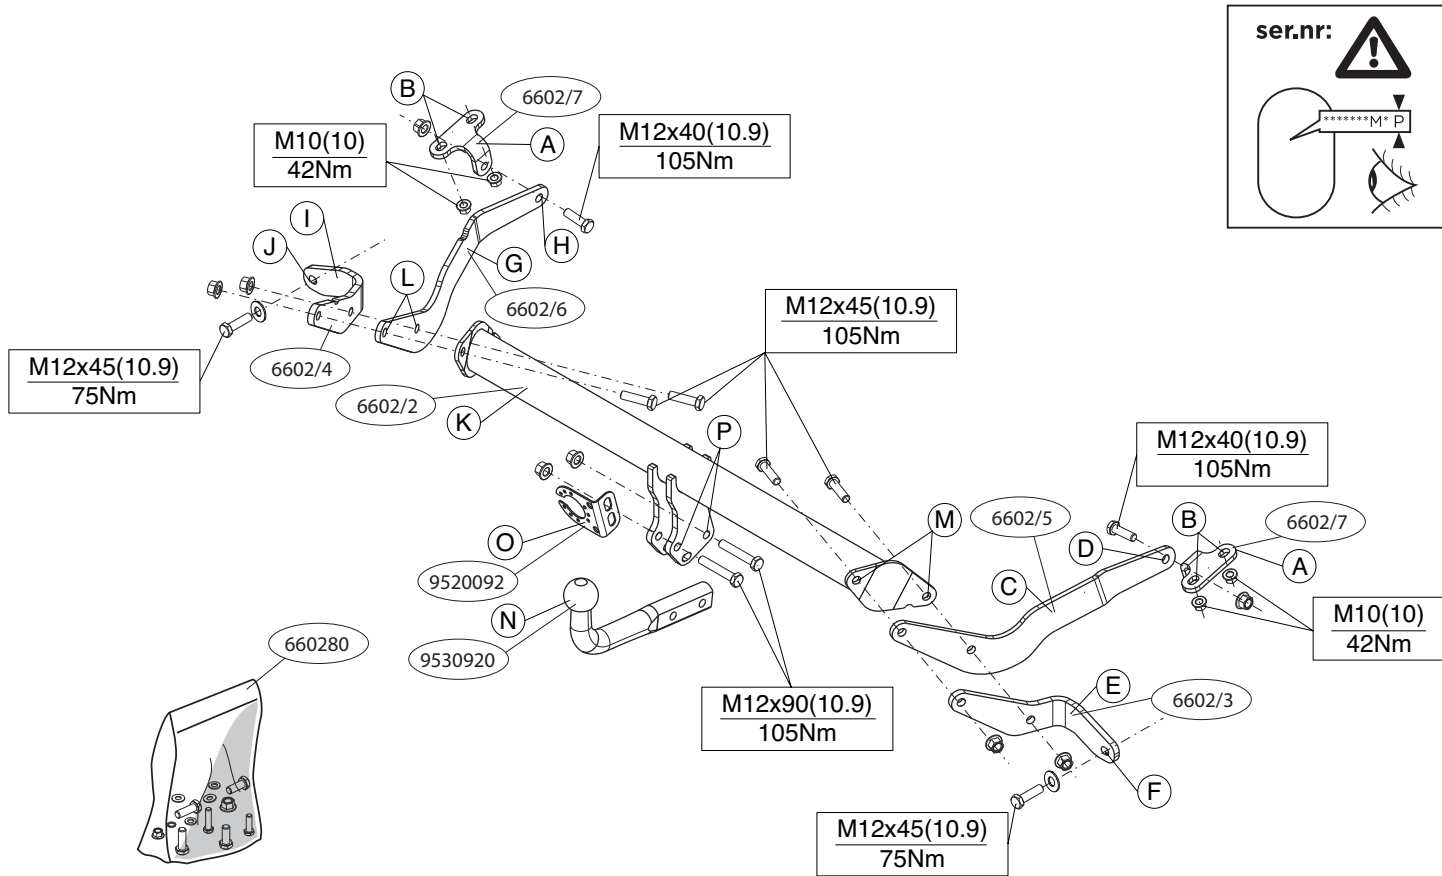 ser.nr:
*******M* P
B
6602/7
A
M10(10)
42Nm
M12x40(10.9)
105Nm
I
J
H
G
L
6602/6
M12x45(10.9)
105Nm
M12x45(10.9)
75Nm
6602/4
6602/2
K
P
M12x40(10.9)
105Nm
M
6602/5
B
6602/7
D
A
O
9520092
C
N
9530920
M10(10)
42Nm
660280
E
6602/3
M12x90(10.9)
105Nm
F
M12x45(10.9)
75Nm